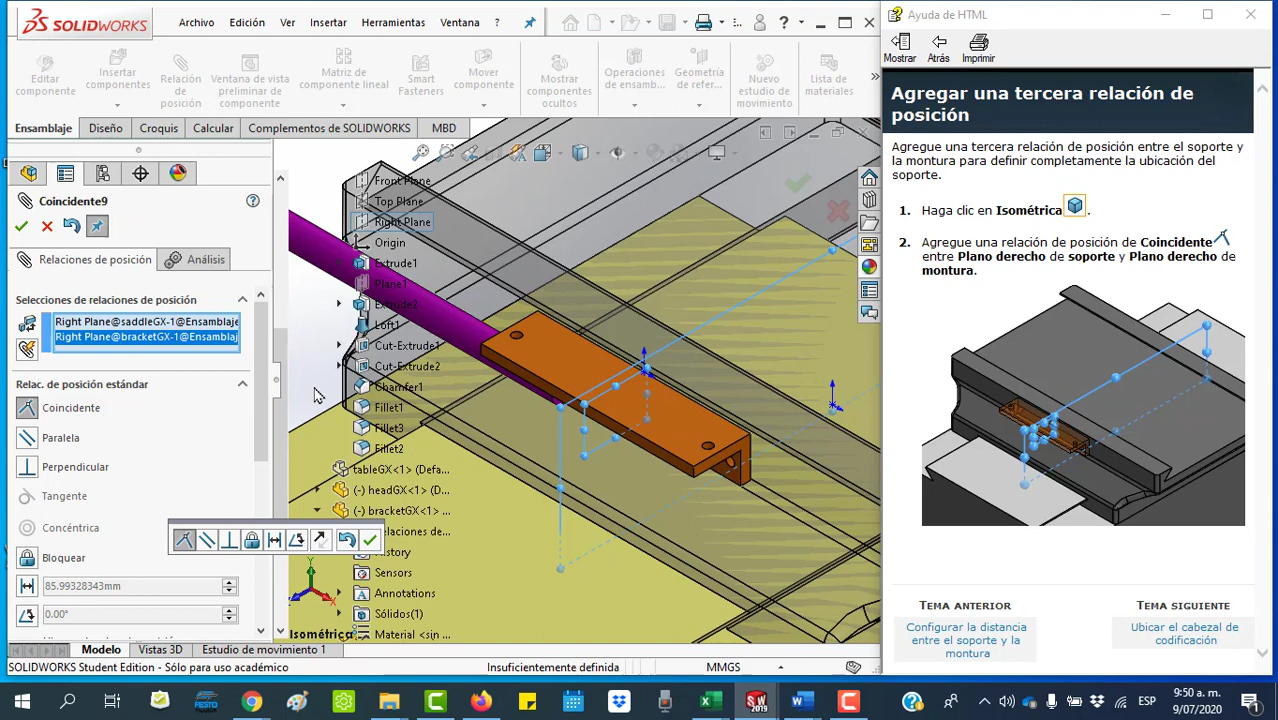 SOLIDWORKS
Archivo Edición Ver Insertar Herramientas Ventana ?
Editar
componente
Insertar
componentes
Relación
de
posición
Ventana de vista
preliminar de
componente
Matriz de
componente lineal
Smart
Fasteners
Mover
componente
Mostrar
componentes
ocultos
Operaciones
de ensamb...
Geometría
de refer...
Nuevo
estudio de
movimiento
Lista de
materiales
Ensamblaje Diseño Croquis Calcular Complementos de SOLIDWORKS MBD
Coincidente9
Relaciones de posición Análisis
Selecciones de relaciones de posición
Right Plane@saddleGX-1@Ensamblaje
Right Plane@bracketGX-1@Ensamblaj
Relac. de posición estándar
Coincidente
Paralela
Perpendicular
Tangente
Concéntrica
Bloquear
85.99328343mm
0.00°
Front Plane
Top Plane
Right Plane
Origin
Extrude1
Plane1
Extrude2
Loft1
Cut-Extrude1
Cut-Extrude2
Chamfer1
Fillet1
Fillet3
Fillet2
tableGX<1> (Defa...
(-) headGX<1> (D...
(-) bracketGX<1> ...
elaciones de...
History
Sensors
Annotations
Sólidos(1)
Material <sin ...
Isométrica
Y
X
Modelo Vistas 3D Estudio de movimiento 1
SOLIDWORKS Student Edition - Sólo para uso académico Insuficientemente definida MMGS
Ayuda de HTML
Mostrar Atrás Imprimir
Agregar una tercera relación de
posición
Agregue una tercera relación de posición entre el soporte y
la montura para definir completamente la ubicación del
soporte.
1. Haga clic en Isométrica .
2. Agregue una relación de posición de Coincidente
entre Plano derecho de soporte y Plano derecho de
montura.
TEMA ANTERIOR
Configurar la distancia
entre el soporte y la
montura
TEMA SIGUIENTE
Ubicar el cabezal de
codificación
FESTO
SW
2019
ESP
9:50 a. m.
9/07/2020